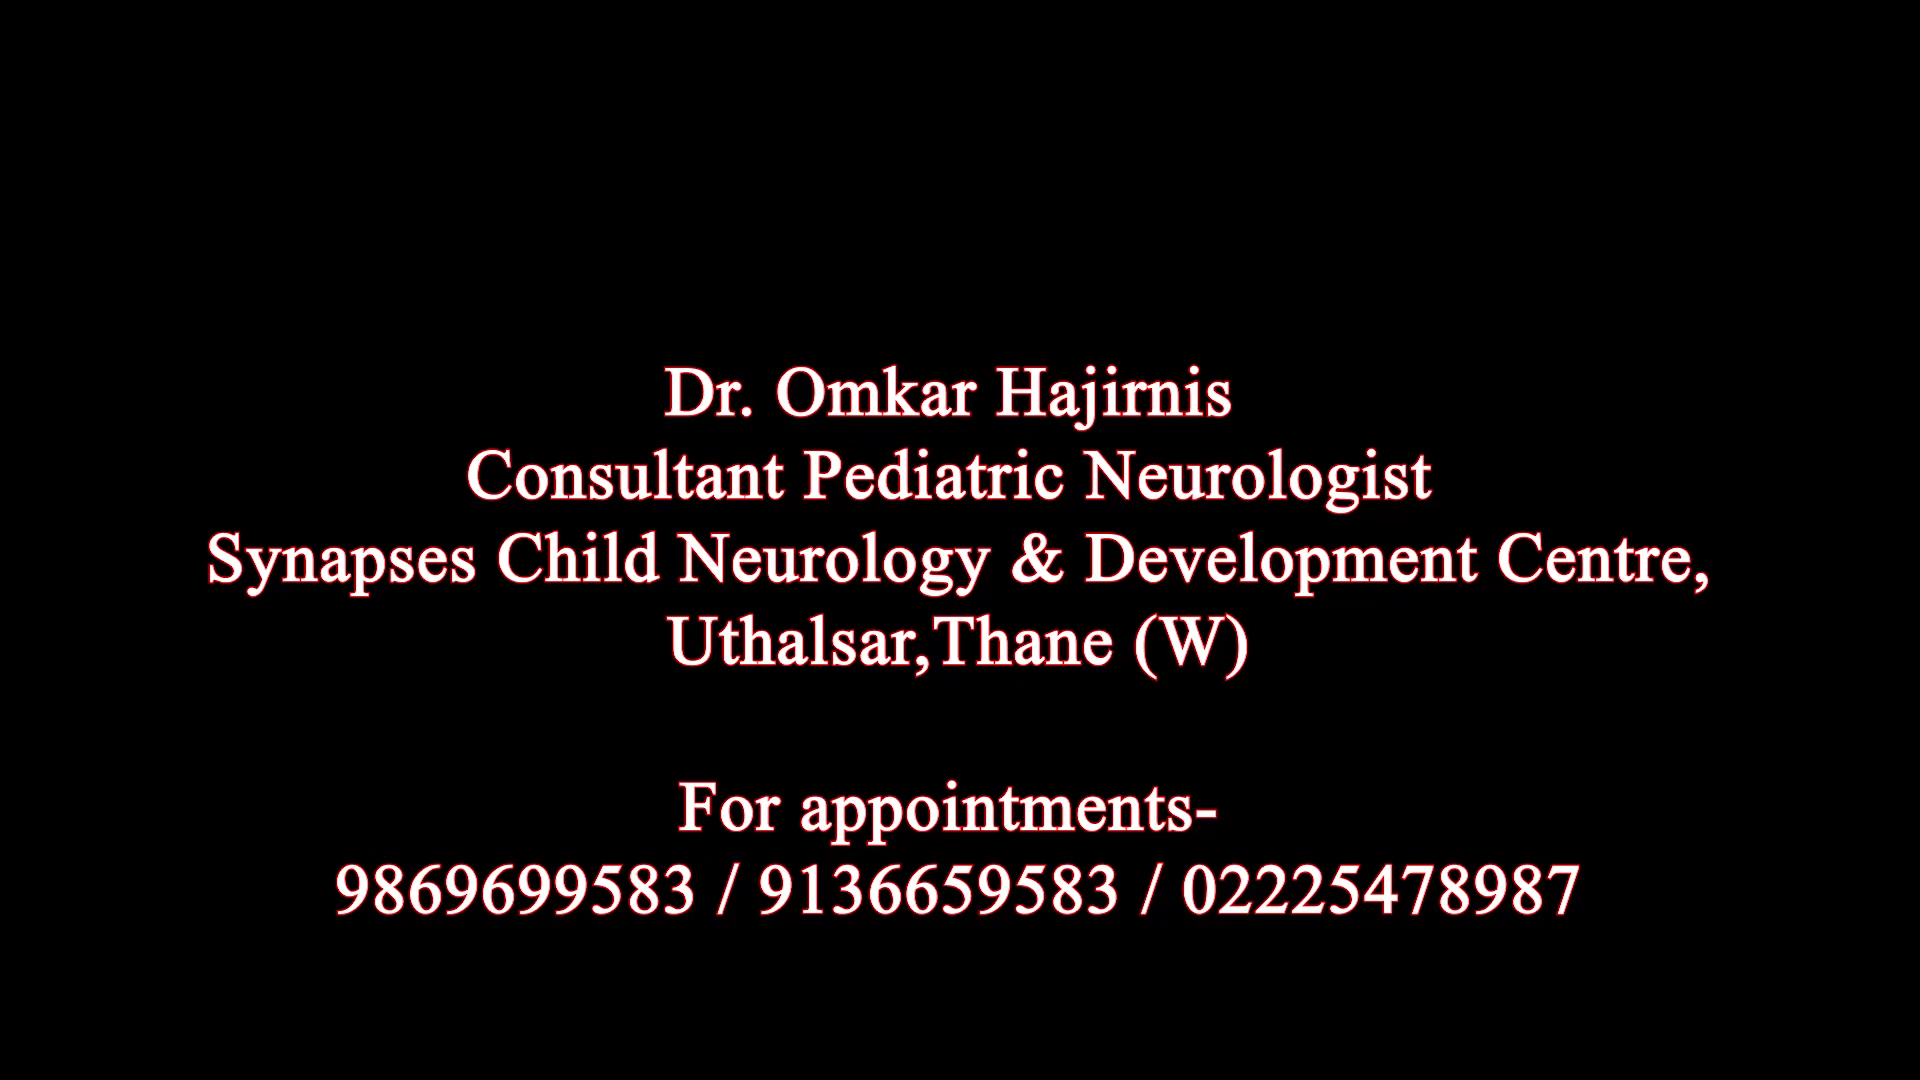 Dr. Omkar Hajirnis
Consultant Pediatric Neurologist
Synapses Child Neurology & Development Centre,
Uthalsar,Thane (W)
For appointments-
9869699583 / 9136659583 / 02225478987